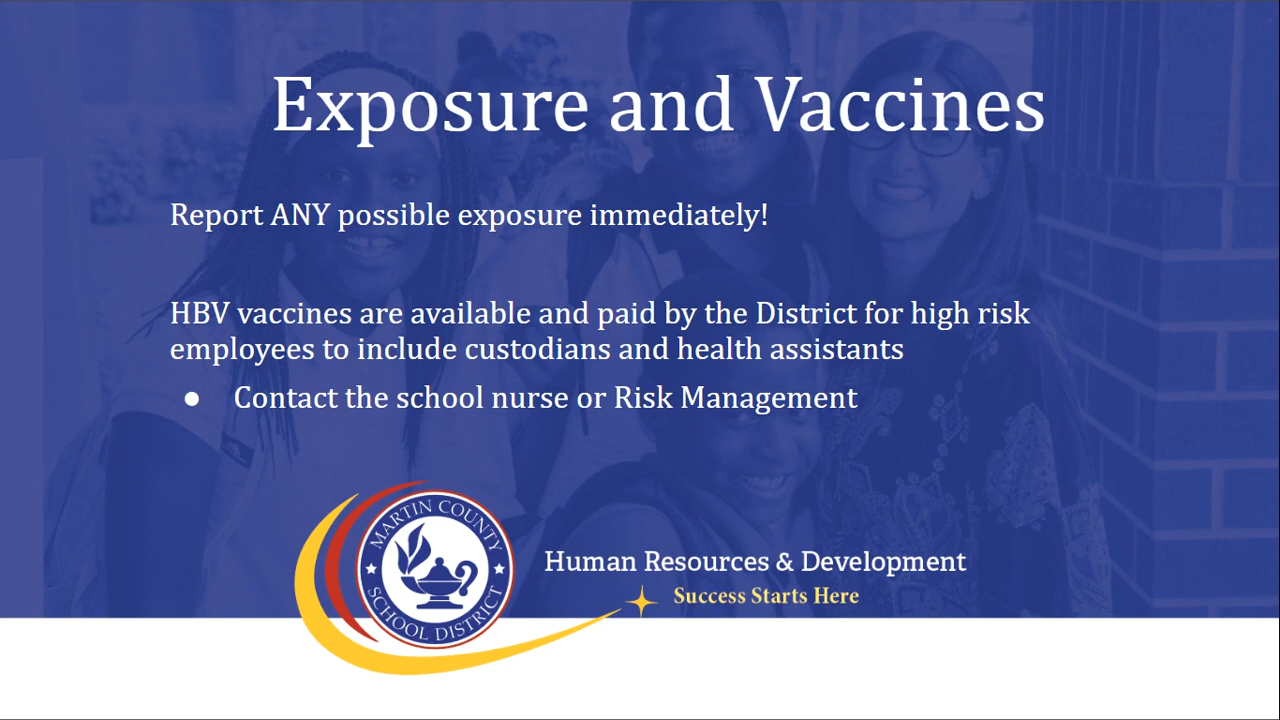 Exposure and Vaccines
Report ANY possible exposure immediately!
HBV vaccines are available and paid by the District for high risk
employees to include custodians and health assistants
● Contact the school nurse or Risk Management
MARTIN COUNTY
SCHOOL DISTRICT
Human Resources & Development
Success Starts Here